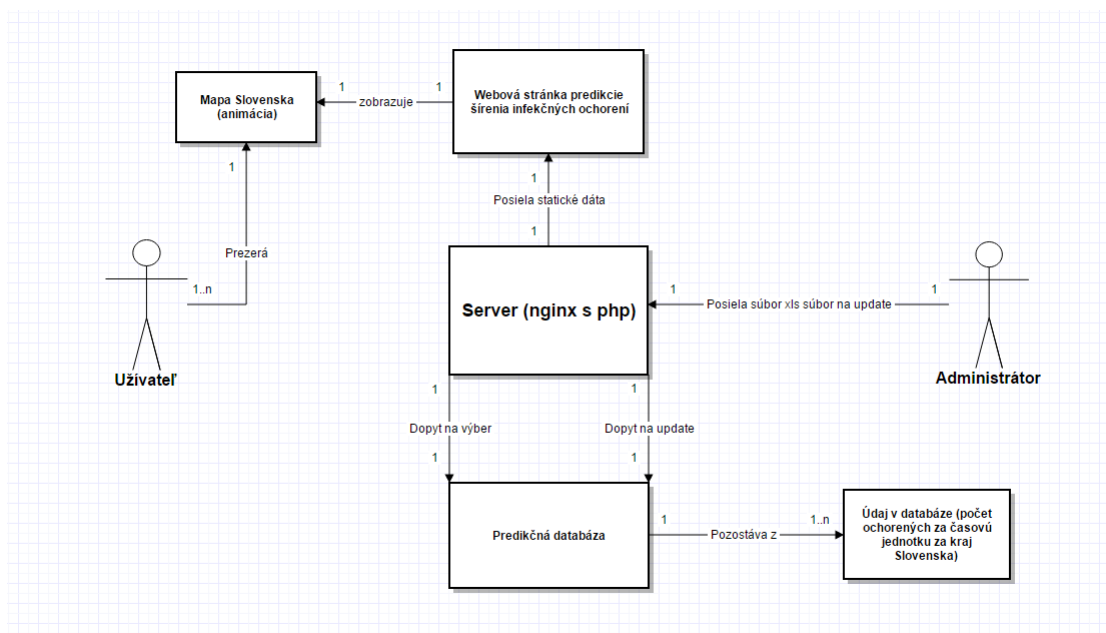 Webová stránka predikcie
šírenia infekčných ochorení
1
1
zobrazuje
Mapa Slovenska
(animácia)
1
1
Posiela statické dáta
1
Prezerá
1..n
Užívateľ
Server (nginx s php)
1
Posiela súbor xls súbor na update
1
Administrátor
1
1
Dopyt na výber
Dopyt na update
1
1
Predikčná databáza
1
Pozostáva z
1..n
Údaj v databáze (počet
ochorených za časovú
jednotku za kraj
Slovenska)